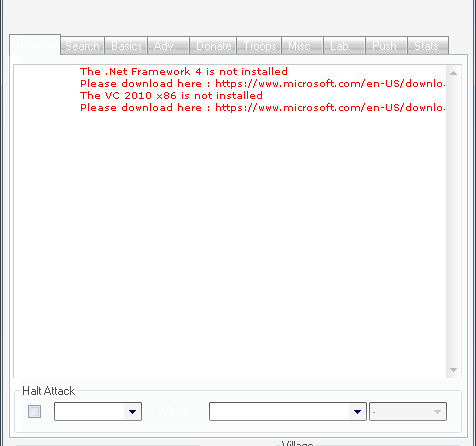 Search Basics Adv. Donate Troops Misc Lab. Push Stats
The .Net Framework 4 is not installed
Please download here : https://www.microsoft.com/en-US/downlo
The VC 2010 x86 is not installed
Please download here : https://www.microsoft.com/en-US/downlo
Halt Attack
-
Village